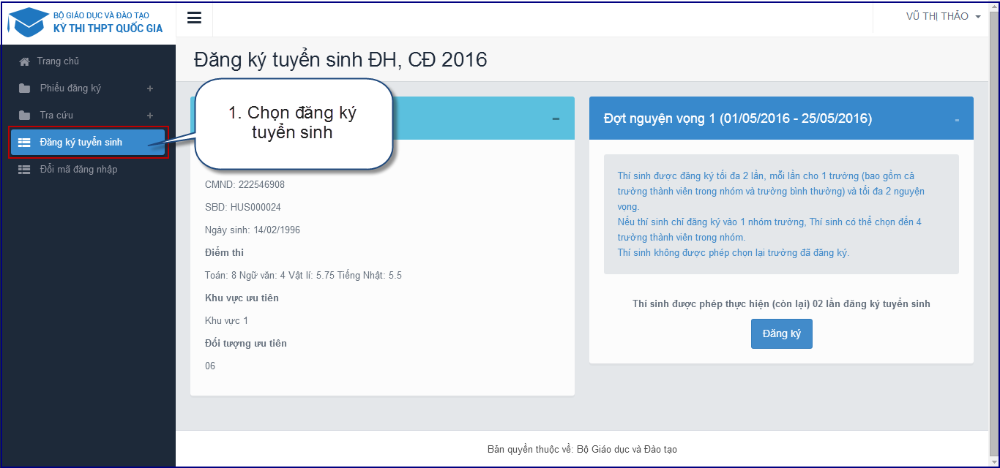 BỘ GIÁO DỤC VÀ ĐÀO TẠO
KỲ THI THPT QUỐC GIA
VŨ THỊ THẢO
Trang chủ
Phiếu đăng ký +
Tra cứu +
Đăng ký tuyển sinh
Đổi mã đăng nhập
Đăng ký tuyển sinh ĐH, CĐ 2016
1. Chọn đăng ký
tuyển sinh
CMND: 222546908
SBD: HUS000024
Ngày sinh: 14/02/1996
Điểm thi
Toán: 8 Ngữ văn: 4 Vật lí: 5.75 Tiếng Nhật: 5.5
Khu vực ưu tiên
Khu vực 1
Đối tượng ưu tiên
06
Đợt nguyện vọng 1 (01/05/2016 - 25/05/2016) -
Thí sinh được đăng ký tối đa 2 lần, mỗi lần cho 1 trường (bao gồm cả
trường thành viên trong nhóm và trường bình thường) và tối đa 2 nguyện
vọng.
Nếu thí sinh chỉ đăng ký vào 1 nhóm trường, Thí sinh có thể chọn đến 4
trường thành viên trong nhóm.
Thí sinh không được phép chọn lại trường đã đăng ký.
Thí sinh được phép thực hiện (còn lại) 02 lần đăng ký tuyển sinh
Đăng ký
Bản quyền thuộc về: Bộ Giáo dục và Đào tạo